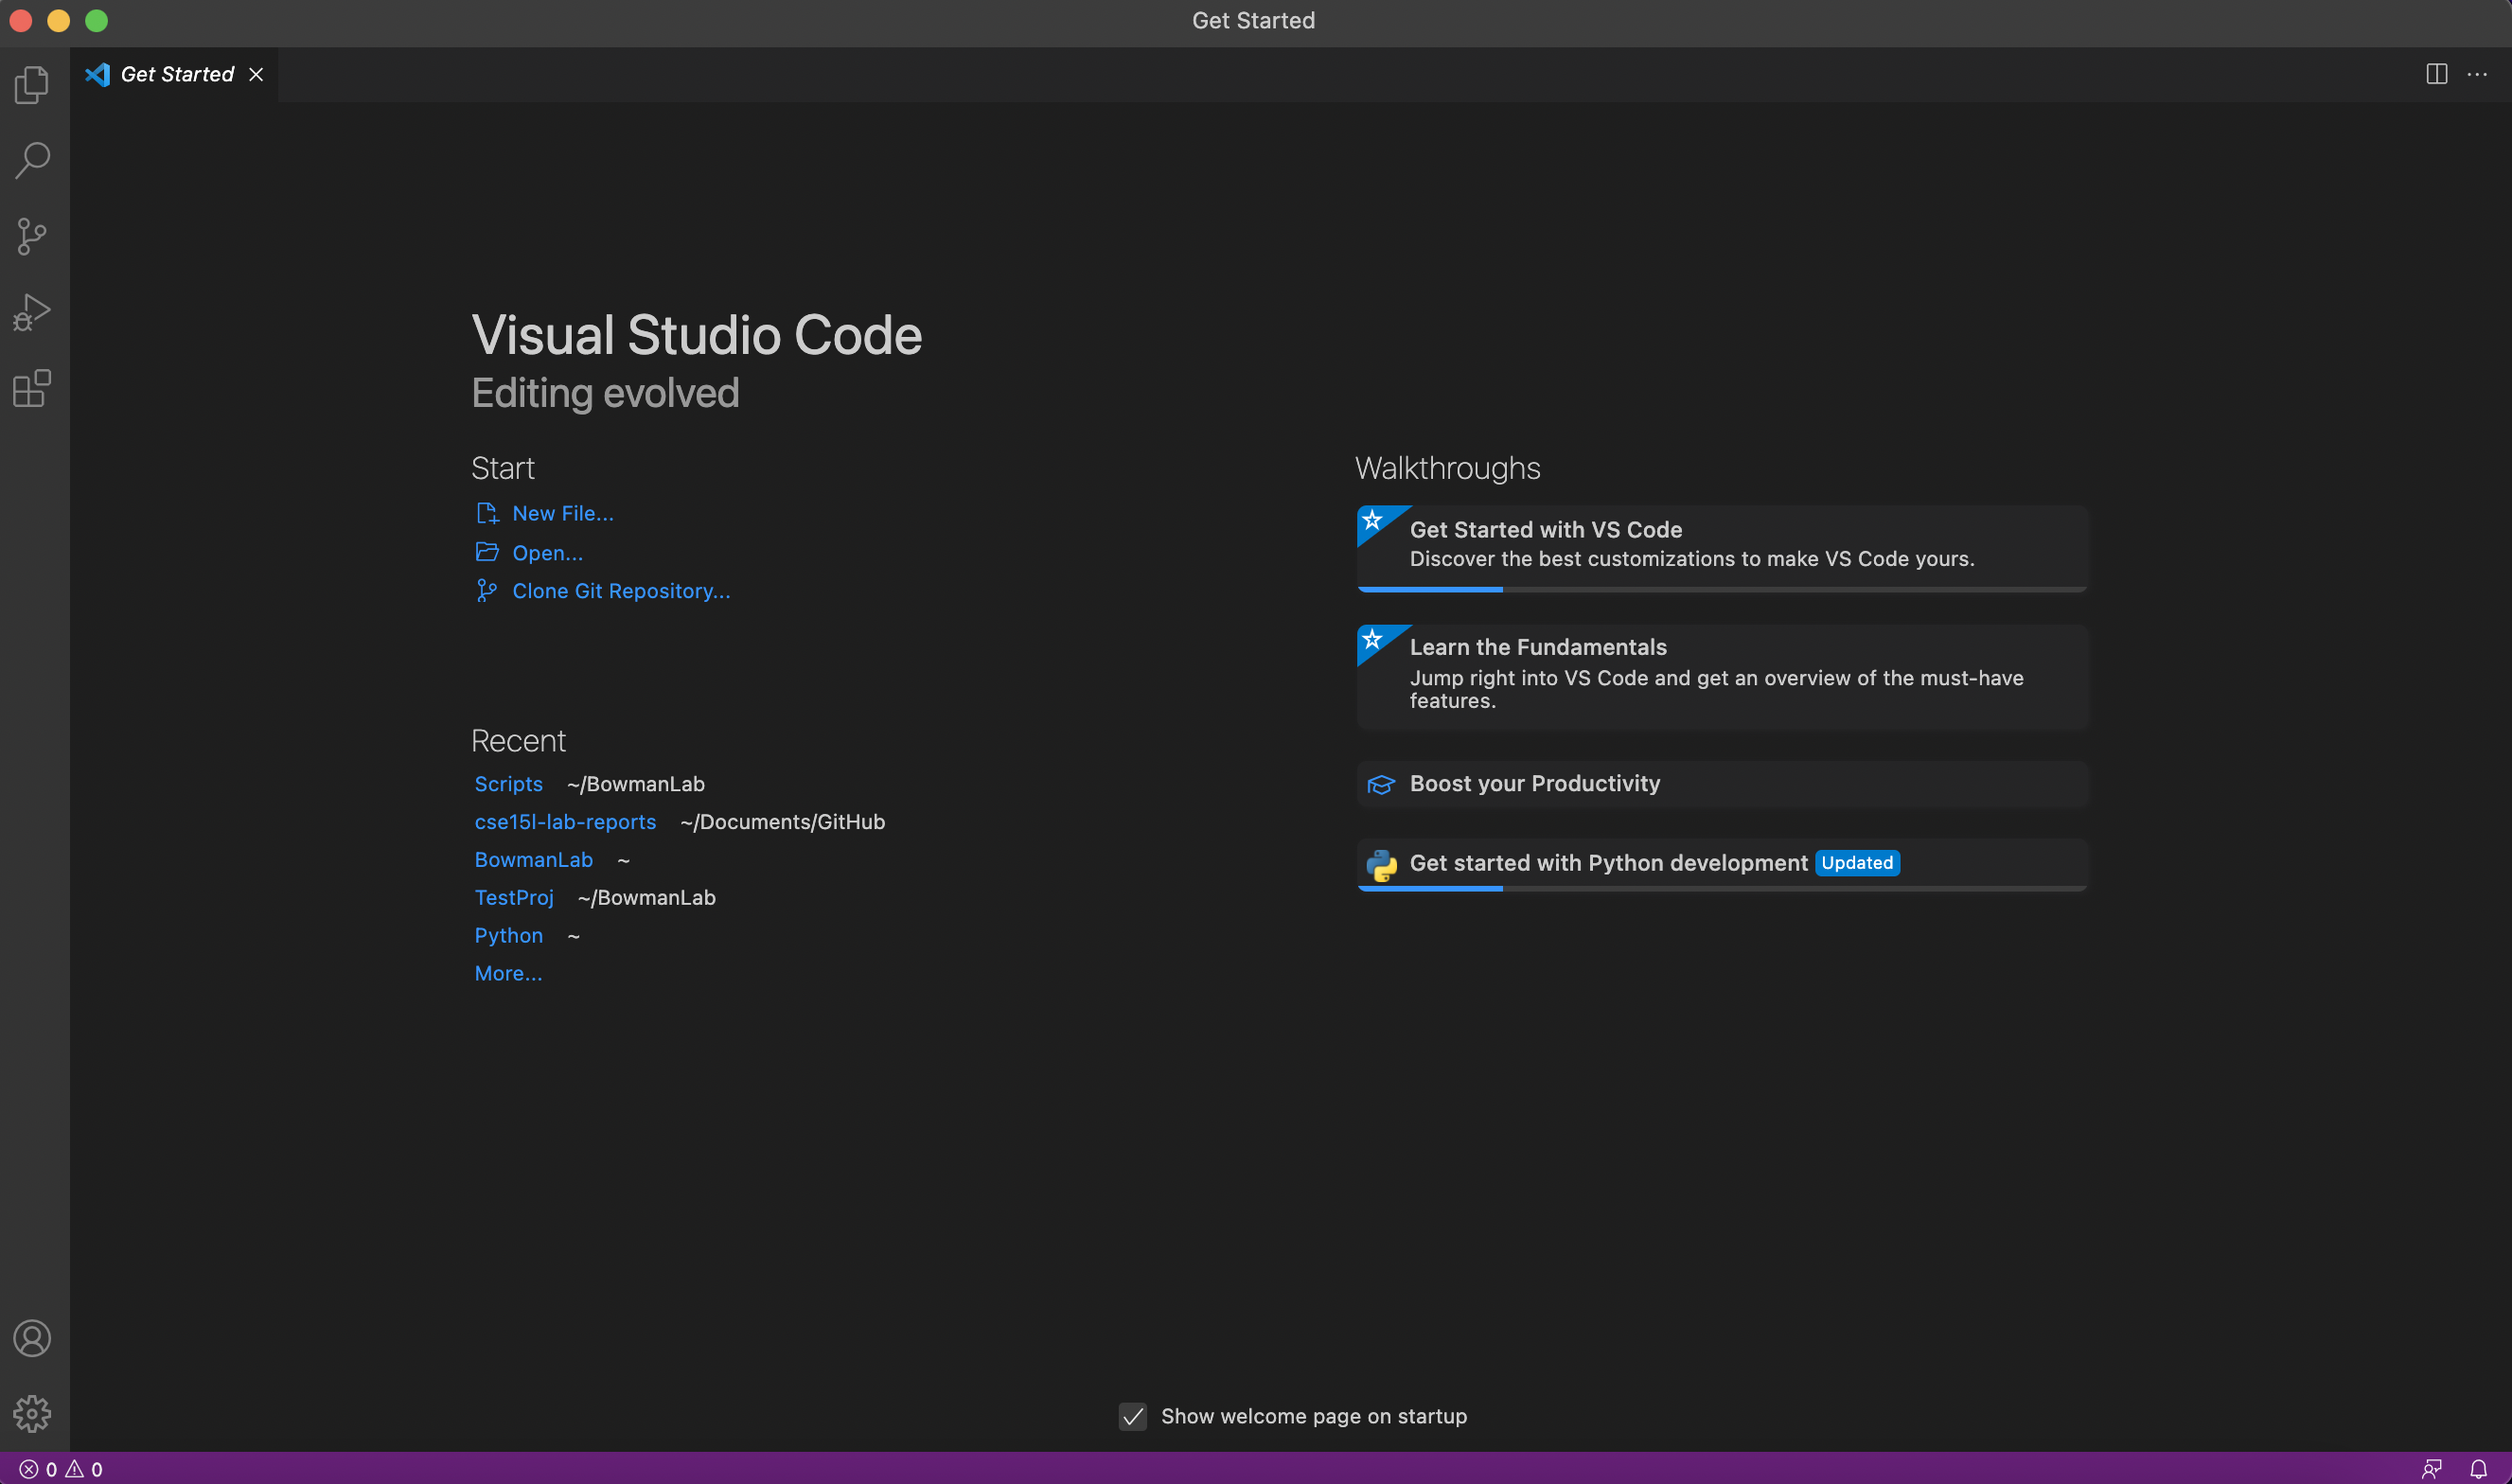 Get Started
Get Started
Visual Studio Code
Editing evolved
Start
New File...
Open...
Clone Git Repository...
Recent
Scripts ~/BowmanLab
cse15l-lab-reports ~/Documents/GitHub
BowmanLab ~
TestProj ~/BowmanLab
Python ~
More...
Walkthroughs
Get Started with VS Code
Discover the best customizations to make VS Code yours.
Learn the Fundamentals
Jump right into VS Code and get an overview of the must-have
features.
Boost your Productivity
Get started with Python development Updated
Show welcome page on startup
0 0